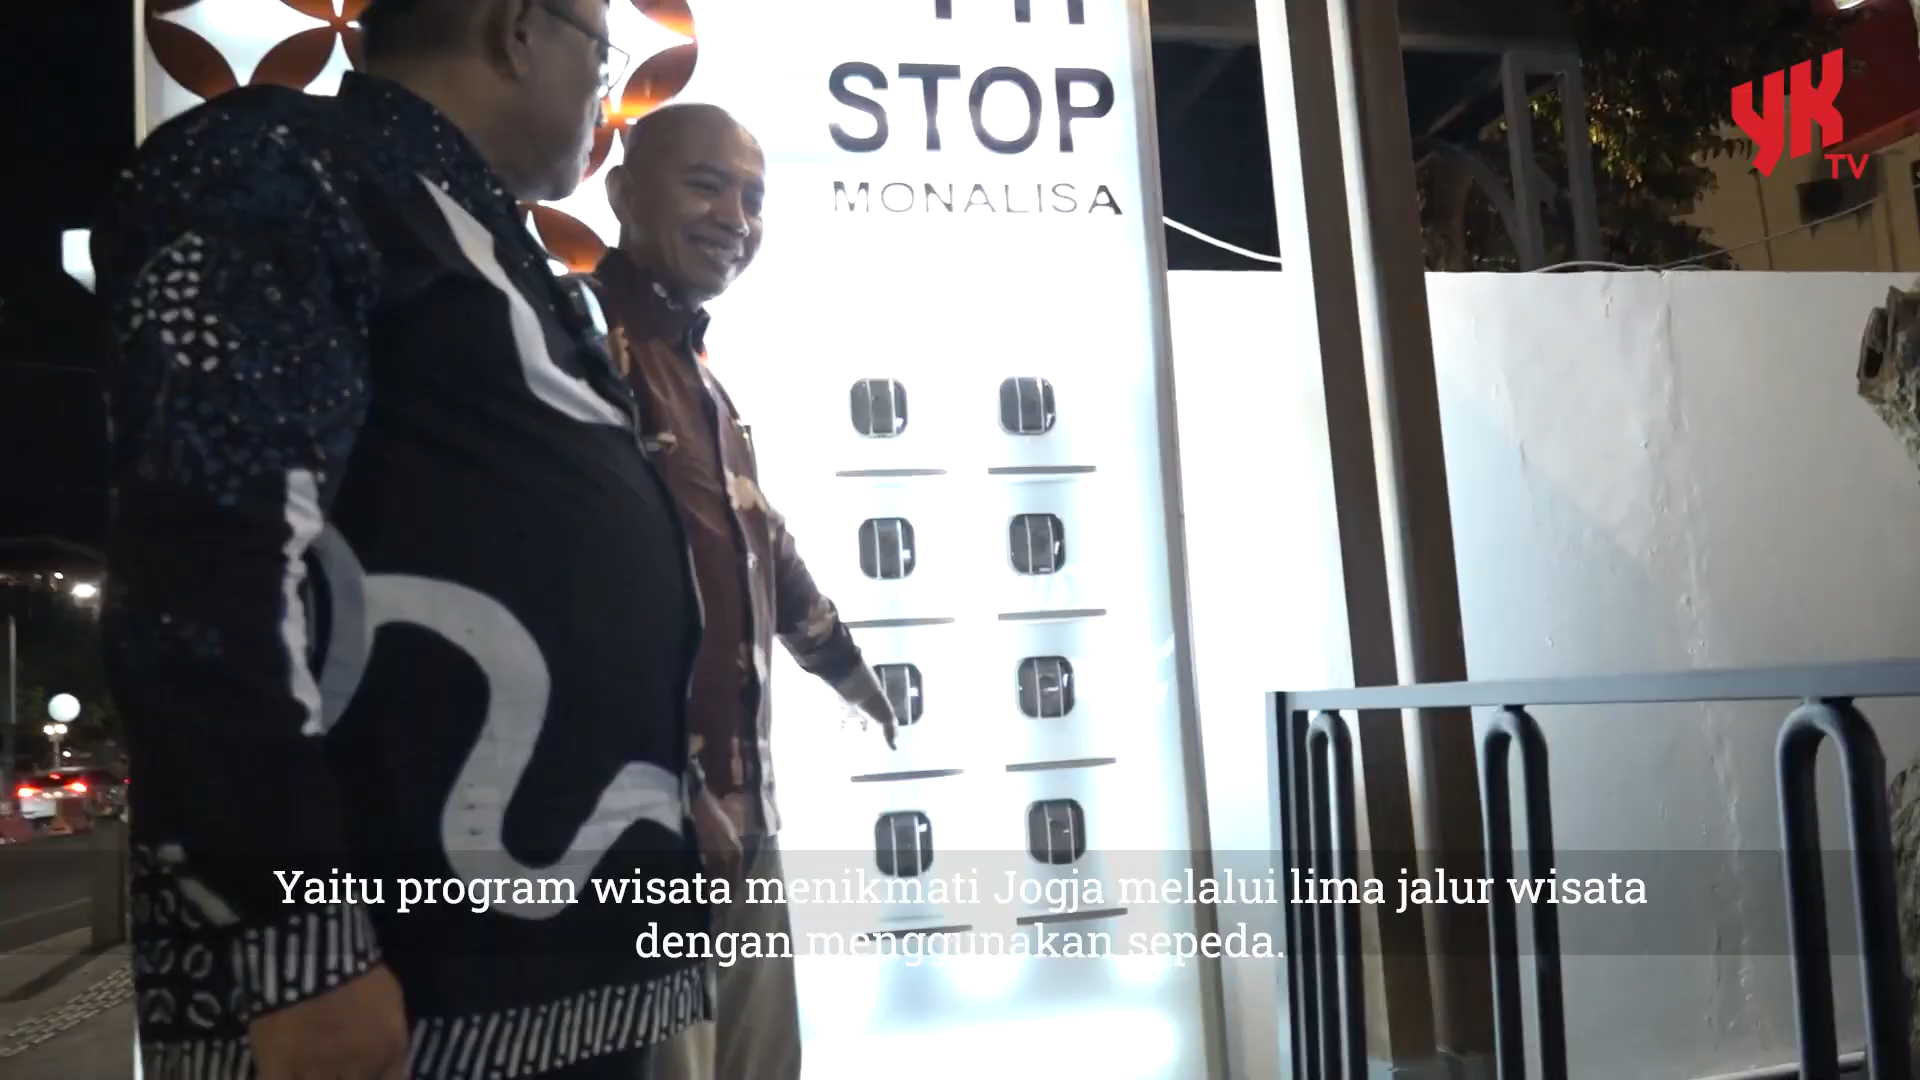 STOP
MONALISA
YK
TV
Yaitu program wisata menikmati Jogja melalui lima jalur wisata
dengan menggunakan sepeda.